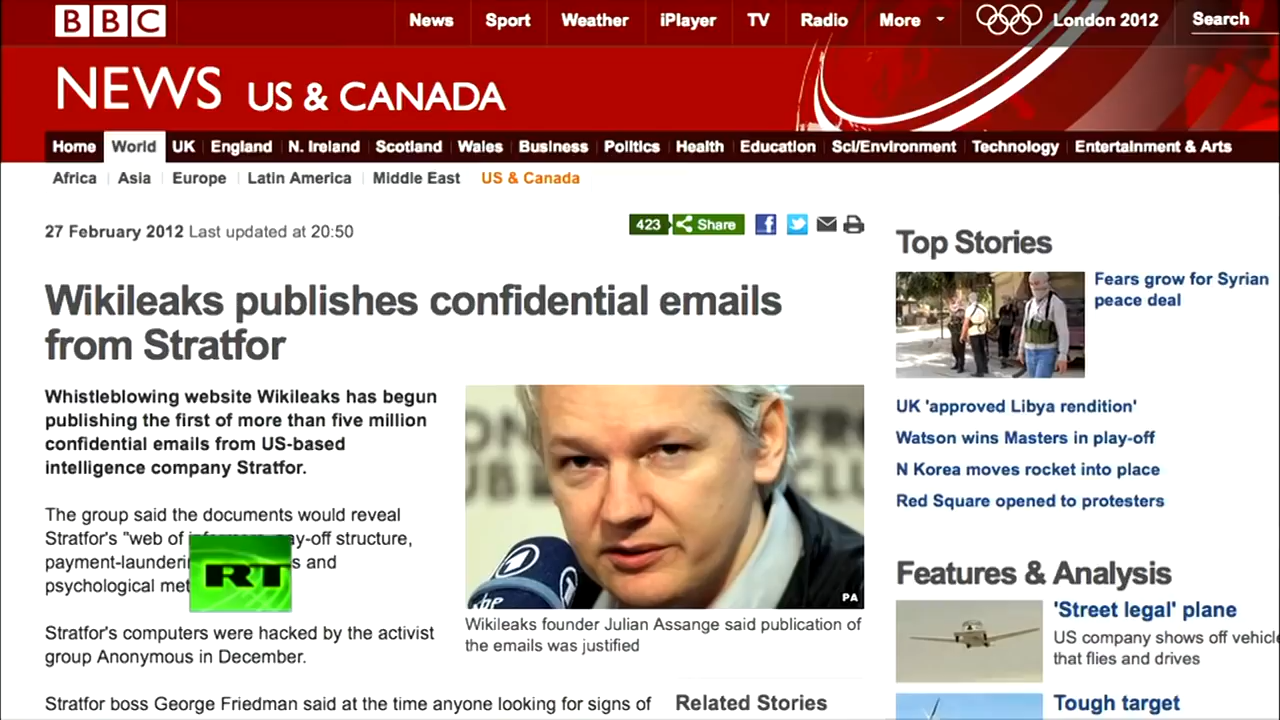 BBC
News Sport Weather iPlayer TV Radio More London 2012 Search
NEWS US & CANADA
Home World UK England N. Ireland Scotland Wales Business Politics Health Education Sci/Environment Technology Entertainment & Arts
Africa Asia Europe Latin America Middle East US & Canada
27 February 2012 Last updated at 20:50
423 Share
Wikileaks publishes confidential emails
from Stratfor
Whistleblowing website Wikileaks has begun
publishing the first of more than five million
confidential emails from US-based
intelligence company Stratfor.
The group said the documents would reveal
Stratfor's "web of pay-off structure,
payment-launderin s and
psychological met
RT
Stratfor's computers were hacked by the activist
group Anonymous in December.
Stratfor boss George Friedman said at the time anyone looking for signs of
PA
Wikileaks founder Julian Assange said publication of
the emails was justified
Related Stories
Top Stories
Fears grow for Syrian
peace deal
UK 'approved Libya rendition'
Watson wins Masters in play-off
N Korea moves rocket into place
Red Square opened to protesters
Features & Analysis
'Street legal' plane
US company shows off vehicle
that flies and drives
Tough target